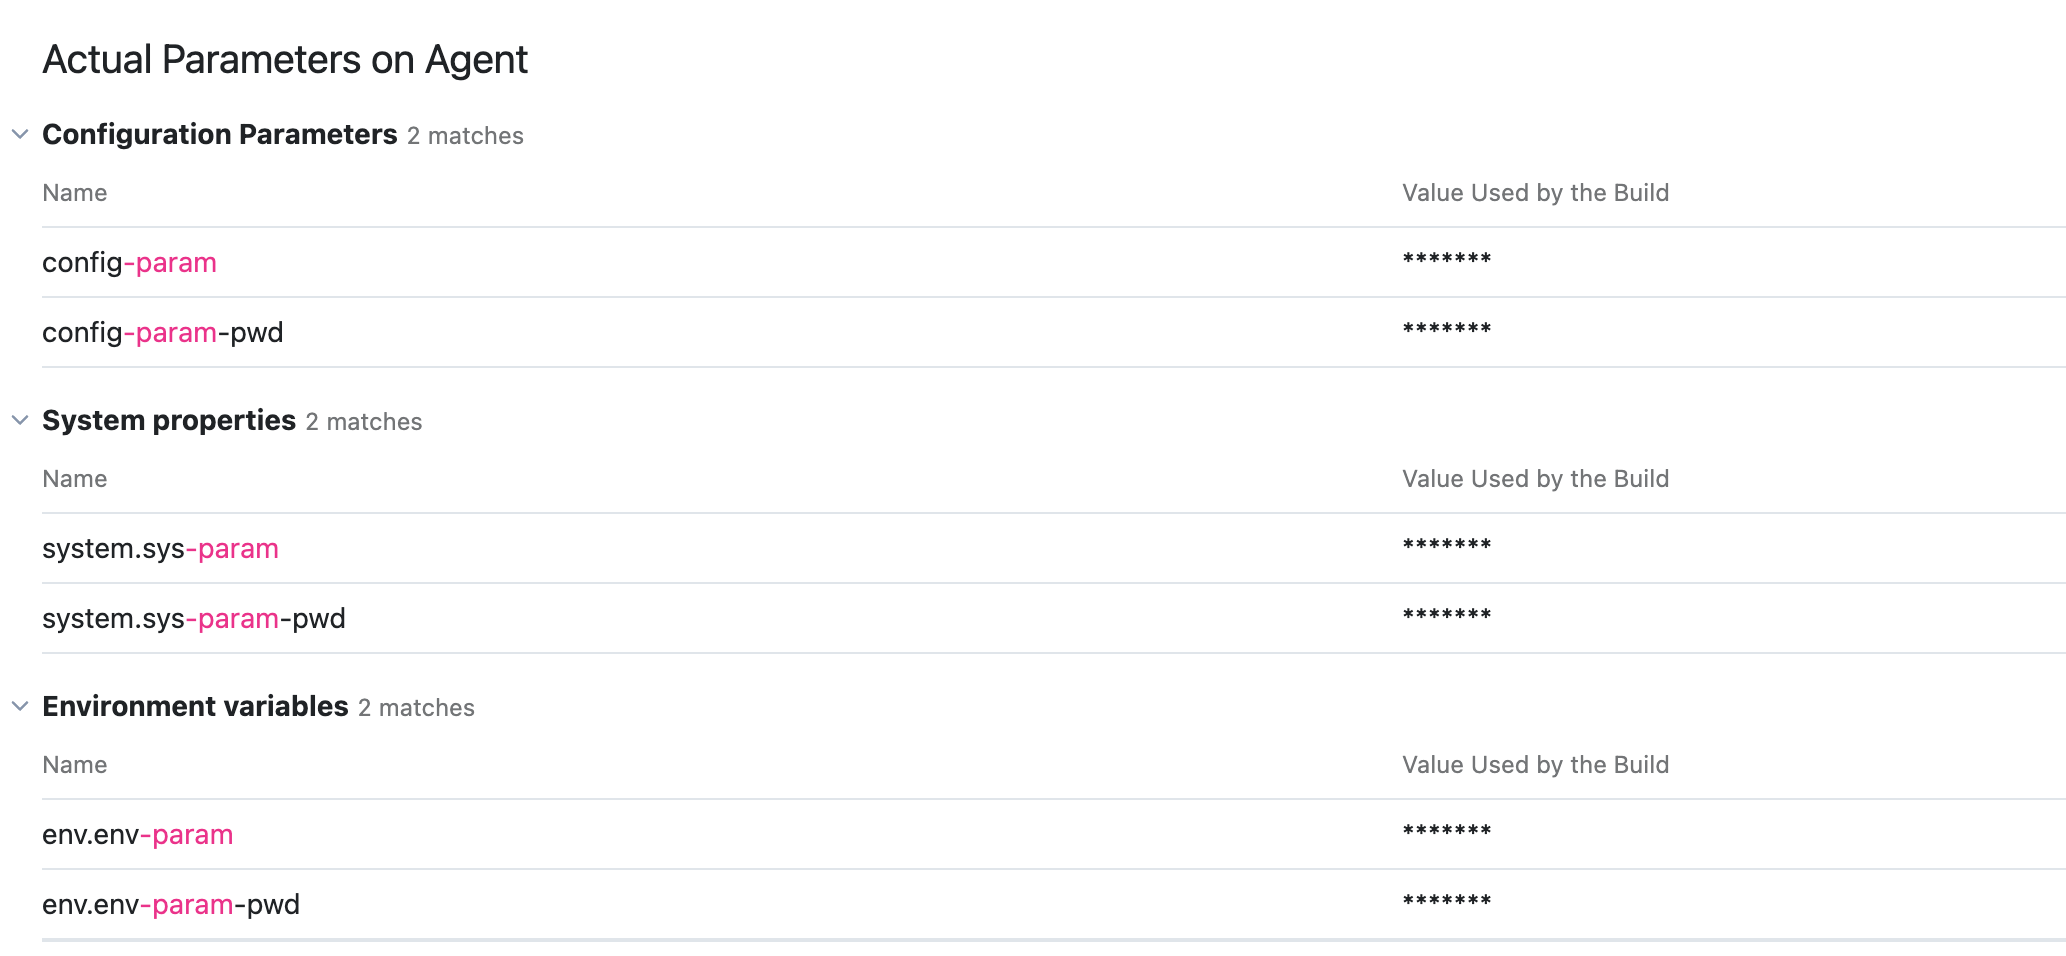 Actual Parameters on Agent
Configuration Parameters 2 matches
Name Value Used by the Build
config-param *******
config-param-pwd *******
System properties 2 matches
Name Value Used by the Build
system.sys-param *******
system.sys-param-pwd *******
Environment variables 2 matches
Name Value Used by the Build
env.env-param *******
env.env-param-pwd *******